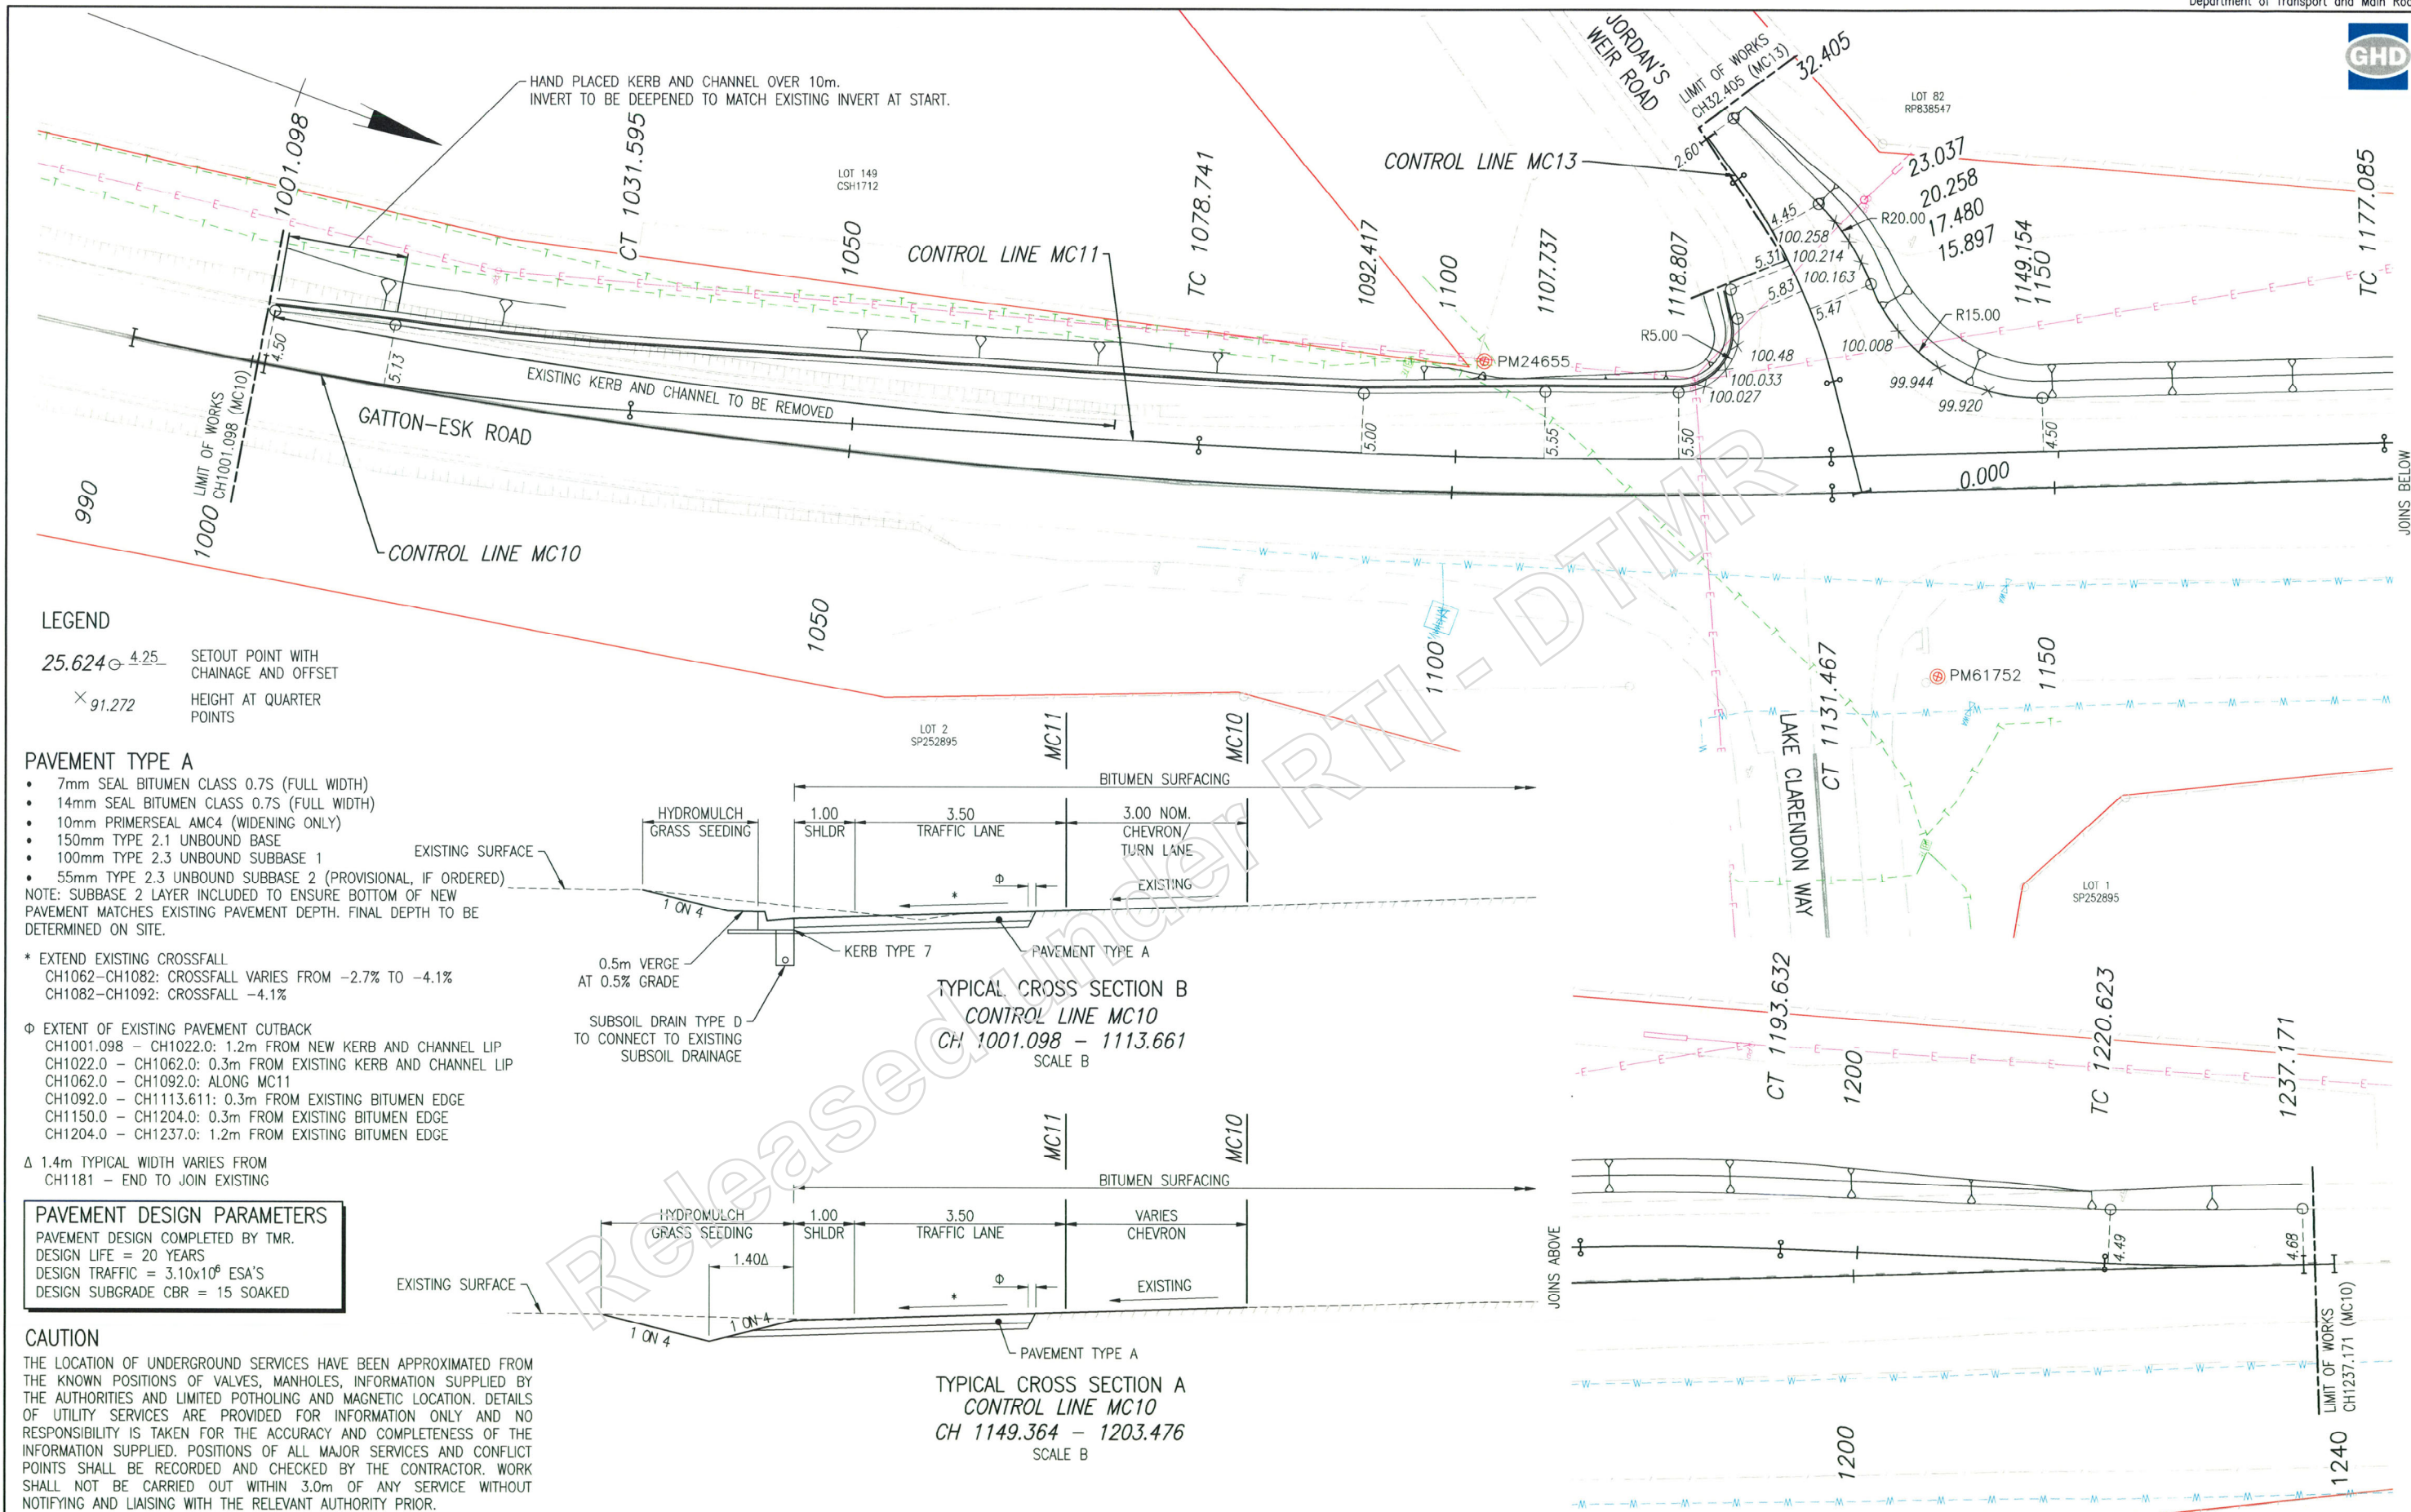 Department of Transport and Main Roa
GHD
HAND PLACED KERB AND CHANNEL OVER 10m.
INVERT TO BE DEEPENED TO MATCH EXISTING INVERT AT START.
JORDAN'S
WEIR ROAD
LIMIT OF WORKS
CH32.405 (MC13)
32.405
LOT 82
RP838547
1001.098
CT 1031.595
LOT 149
CSH1712
1050
CONTROL LINE MC11
TC 1078.741
1092.417
1100
1107.737
1118.807
CONTROL LINE MC13
2.60
23.037
20.258
17.480
15.897
R20.00
4.45
100.258
5.31
100.214
5.83
100.163
5.47
1149.154
1150
TC 1177.085
R15.00
R5.00
PM24655
100.48
100.033
100.027
100.008
99.944
99.920
4.50
5.13
EXISTING KERB AND CHANNEL TO BE REMOVED
GATTON-ESK ROAD
5.00
5.55
5.50
4.50
0.000
JOINS BELOW
990
1000
LIMIT OF WORKS
CH1001.098 (MC10)
CONTROL LINE MC10
1050
1100
CT 1131.467
1150
PM61752
LAKE CLARENDON WAY
LOT 2
SP252895
LOT 1
SP252895
LEGEND
25.624 4.25 SETOUT POINT WITH
CHAINAGE AND OFFSET
91.272 HEIGHT AT QUARTER
POINTS
PAVEMENT TYPE A
• 7mm SEAL BITUMEN CLASS 0.7S (FULL WIDTH)
• 14mm SEAL BITUMEN CLASS 0.7S (FULL WIDTH)
• 10mm PRIMERSEAL AMC4 (WIDENING ONLY)
• 150mm TYPE 2.1 UNBOUND BASE
• 100mm TYPE 2.3 UNBOUND SUBBASE 1
• 55mm TYPE 2.3 UNBOUND SUBBASE 2 (PROVISIONAL, IF ORDERED)
NOTE: SUBBASE 2 LAYER INCLUDED TO ENSURE BOTTOM OF NEW
PAVEMENT MATCHES EXISTING PAVEMENT DEPTH. FINAL DEPTH TO BE
DETERMINED ON SITE.
* EXTEND EXISTING CROSSFALL
CH1062-CH1082: CROSSFALL VARIES FROM -2.7% TO -4.1%
CH1082-CH1092: CROSSFALL -4.1%
Φ EXTENT OF EXISTING PAVEMENT CUTBACK
CH1001.098 - CH1022.0: 1.2m FROM NEW KERB AND CHANNEL LIP
CH1022.0 - CH1062.0: 0.3m FROM EXISTING KERB AND CHANNEL LIP
CH1062.0 - CH1092.0: ALONG MC11
CH1092.0 - CH1113.611: 0.3m FROM EXISTING BITUMEN EDGE
CH1150.0 - CH1204.0: 0.3m FROM EXISTING BITUMEN EDGE
CH1204.0 - CH1237.0: 1.2m FROM EXISTING BITUMEN EDGE
Δ 1.4m TYPICAL WIDTH VARIES FROM
CH1181 - END TO JOIN EXISTING
PAVEMENT DESIGN PARAMETERS
PAVEMENT DESIGN COMPLETED BY TMR.
DESIGN LIFE = 20 YEARS
DESIGN TRAFFIC = 3.10x10⁶ ESA'S
DESIGN SUBGRADE CBR = 15 SOAKED
CAUTION
THE LOCATION OF UNDERGROUND SERVICES HAVE BEEN APPROXIMATED FROM
THE KNOWN POSITIONS OF VALVES, MANHOLES, INFORMATION SUPPLIED BY
THE AUTHORITIES AND LIMITED POTHOLING AND MAGNETIC LOCATION. DETAILS
OF UTILITY SERVICES ARE PROVIDED FOR INFORMATION ONLY AND NO
RESPONSIBILITY IS TAKEN FOR THE ACCURACY AND COMPLETENESS OF THE
INFORMATION SUPPLIED. POSITIONS OF ALL MAJOR SERVICES AND CONFLICT
POINTS SHALL BE RECORDED AND CHECKED BY THE CONTRACTOR. WORK
SHALL NOT BE CARRIED OUT WITHIN 3.0m OF ANY SERVICE WITHOUT
NOTIFYING AND LIAISING WITH THE RELEVANT AUTHORITY PRIOR.
MC11
MC10
BITUMEN SURFACING
HYDROMULCH
GRASS SEEDING
1.00
SHLDR
3.50
TRAFFIC LANE
3.00 NOM.
CHEVRON/
TURN LANE
EXISTING SURFACE
Φ
*
EXISTING
1 ON 4
0.5m VERGE
AT 0.5% GRADE
KERB TYPE 7
PAVEMENT TYPE A
SUBSOIL DRAIN TYPE D
TO CONNECT TO EXISTING
SUBSOIL DRAINAGE
TYPICAL CROSS SECTION B
CONTROL LINE MC10
CH 1001.098 - 1113.661
SCALE B
MC11
MC10
BITUMEN SURFACING
HYDROMULCH
GRASS SEEDING
1.00
SHLDR
3.50
TRAFFIC LANE
VARIES
CHEVRON
1.40Δ
EXISTING SURFACE
Φ
*
EXISTING
1 ON 4
1 ON 4
PAVEMENT TYPE A
TYPICAL CROSS SECTION A
CONTROL LINE MC10
CH 1149.364 - 1203.476
SCALE B
Released under RTI - DTMR
CT 1193.632
1200
TC 1220.623
1237.171
JOINS ABOVE
4.49
4.68
LIMIT OF WORKS
CH1237.171 (MC10)
1200
1240